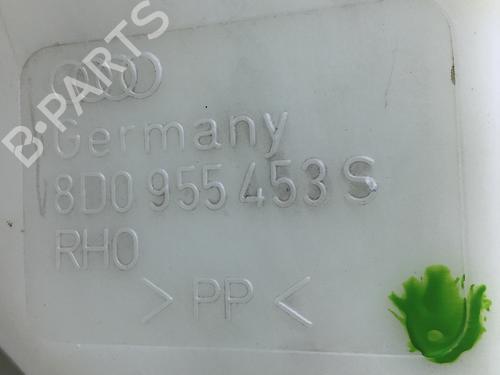 B-PARTS
Germany
8D0 955 453 S
RHO
> PP <